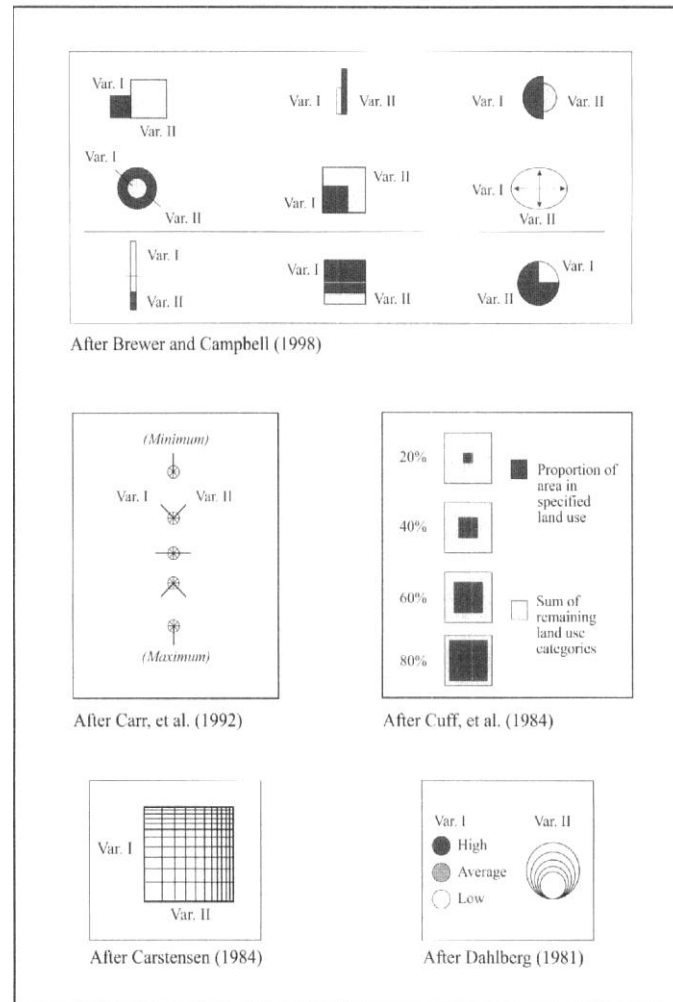 Var. I
Var. II
Var. I Var. II
Var. I Var. II
Var. I
Var. II
Var. II
Var. I
Var. I
Var. II
Var. I
Var. II
Var. I
Var. II
Var. I
Var. II
After Brewer and Campbell (1998)
(Minimum)
Var. I Var. II
(Maximum)
After Carr, et al. (1992)
20%
40%
60%
80%
Proportion of
area in
specified
land use
Sum of
remaining
land use
categories
After Cuff, et al. (1984)
Var. I
Var. II
After Carstensen (1984)
Var. I Var. II
High
Average
Low
After Dahlberg (1981)